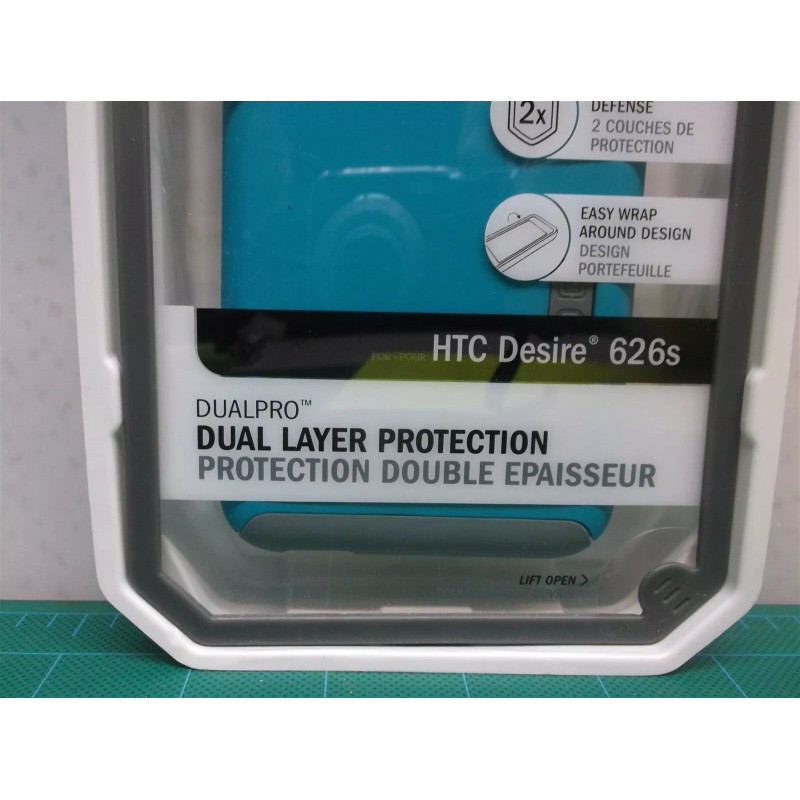 2x
DEFENSE
2 COUCHES DE
PROTECTION
EASY WRAP
AROUND DESIGN
DESIGN
PORTEFEUILLE
FOR • POUR HTC Desire® 626s
DUALPRO™
DUAL LAYER PROTECTION
PROTECTION DOUBLE EPAISSEUR
LIFT OPEN >